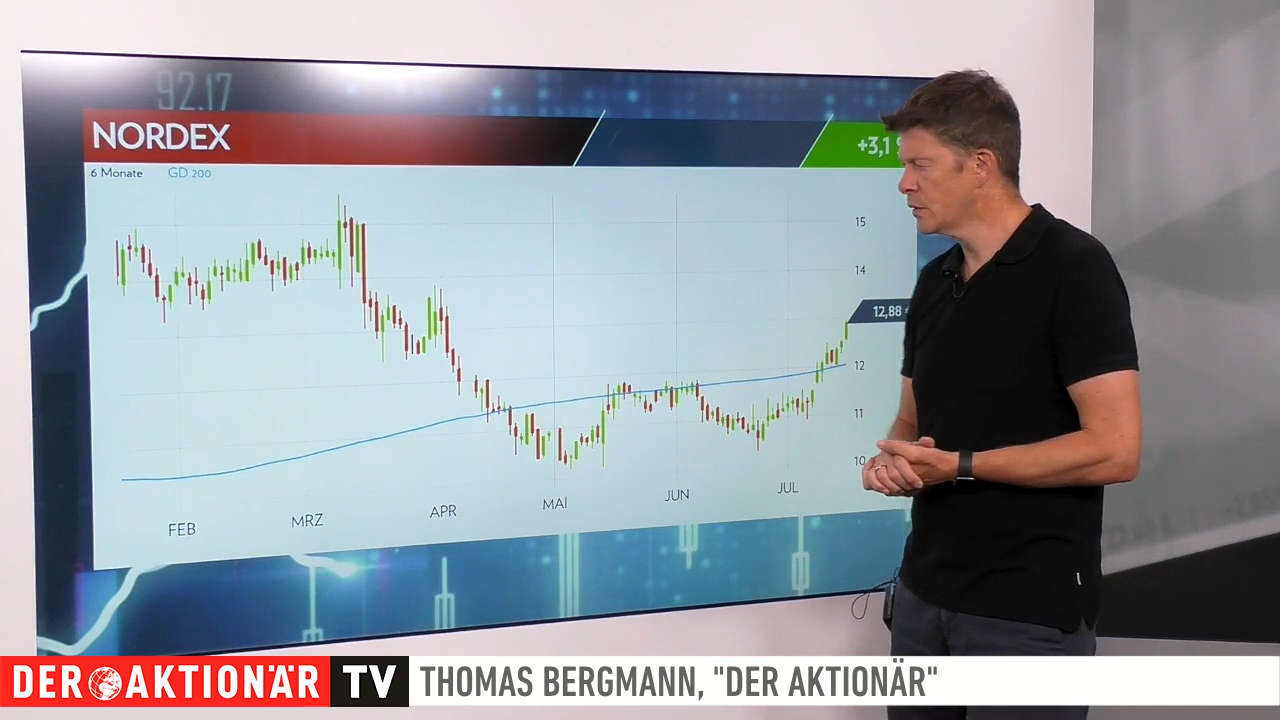 92.17
NORDEX
+3,1
6 Monate GD 200
15
14
12,88
12
11
10
FEB MRZ APR MAI JUN JUL
DER AKTIONÄR TV THOMAS BERGMANN, "DER AKTIONÄR"